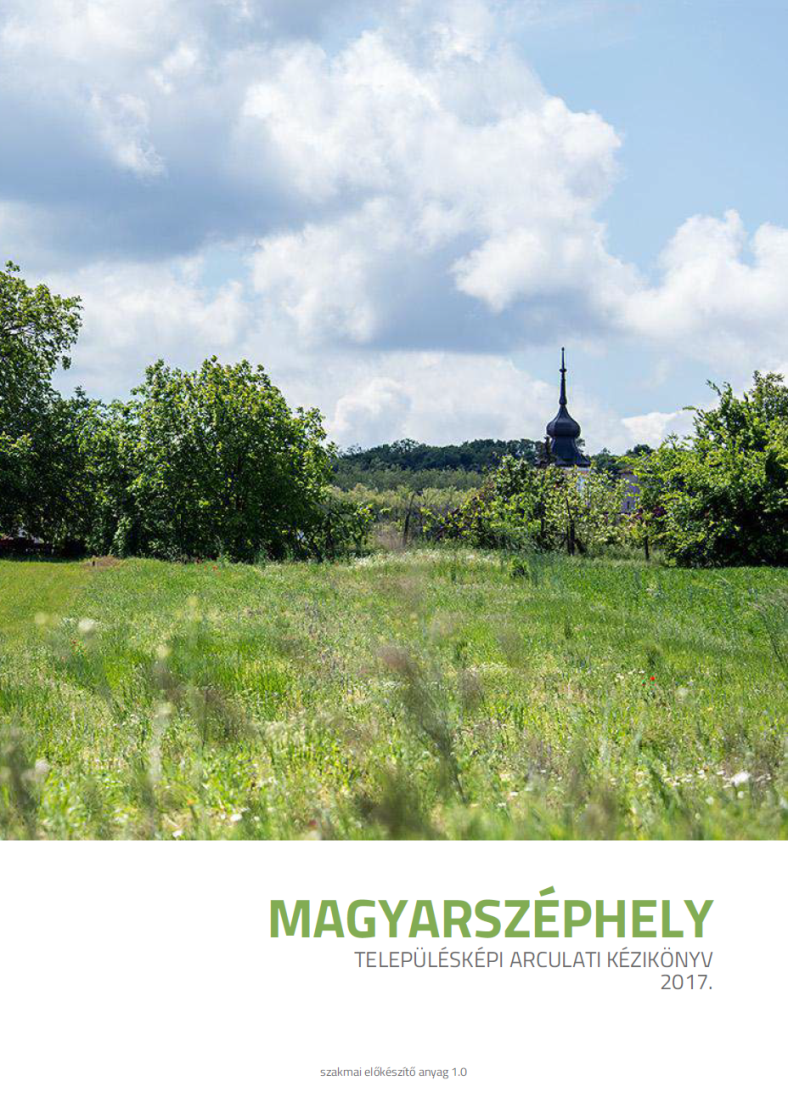 MAGYARSZÉPHELY
TELEPÜLÉSKÉPI ARCULATI KÉZIKÖNYV
2017.
szakmai előkészítő anyag 1.0